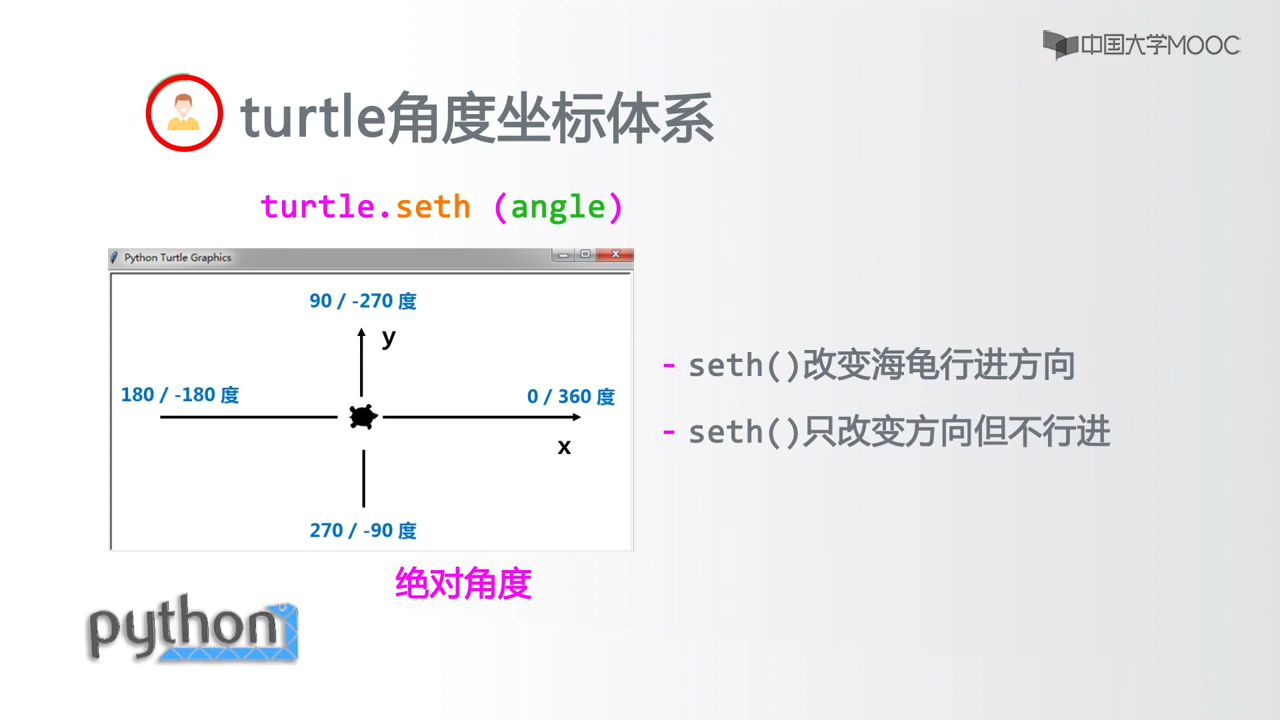 中国大学MOOC
turtle角度坐标体系
turtle.seth (angle)
Python Turtle Graphics
90 / -270 度
y
180 / -180 度
0 / 360 度
x
270 / -90 度
绝对角度
- seth()改变海龟行进方向
- seth()只改变方向但不行进
python